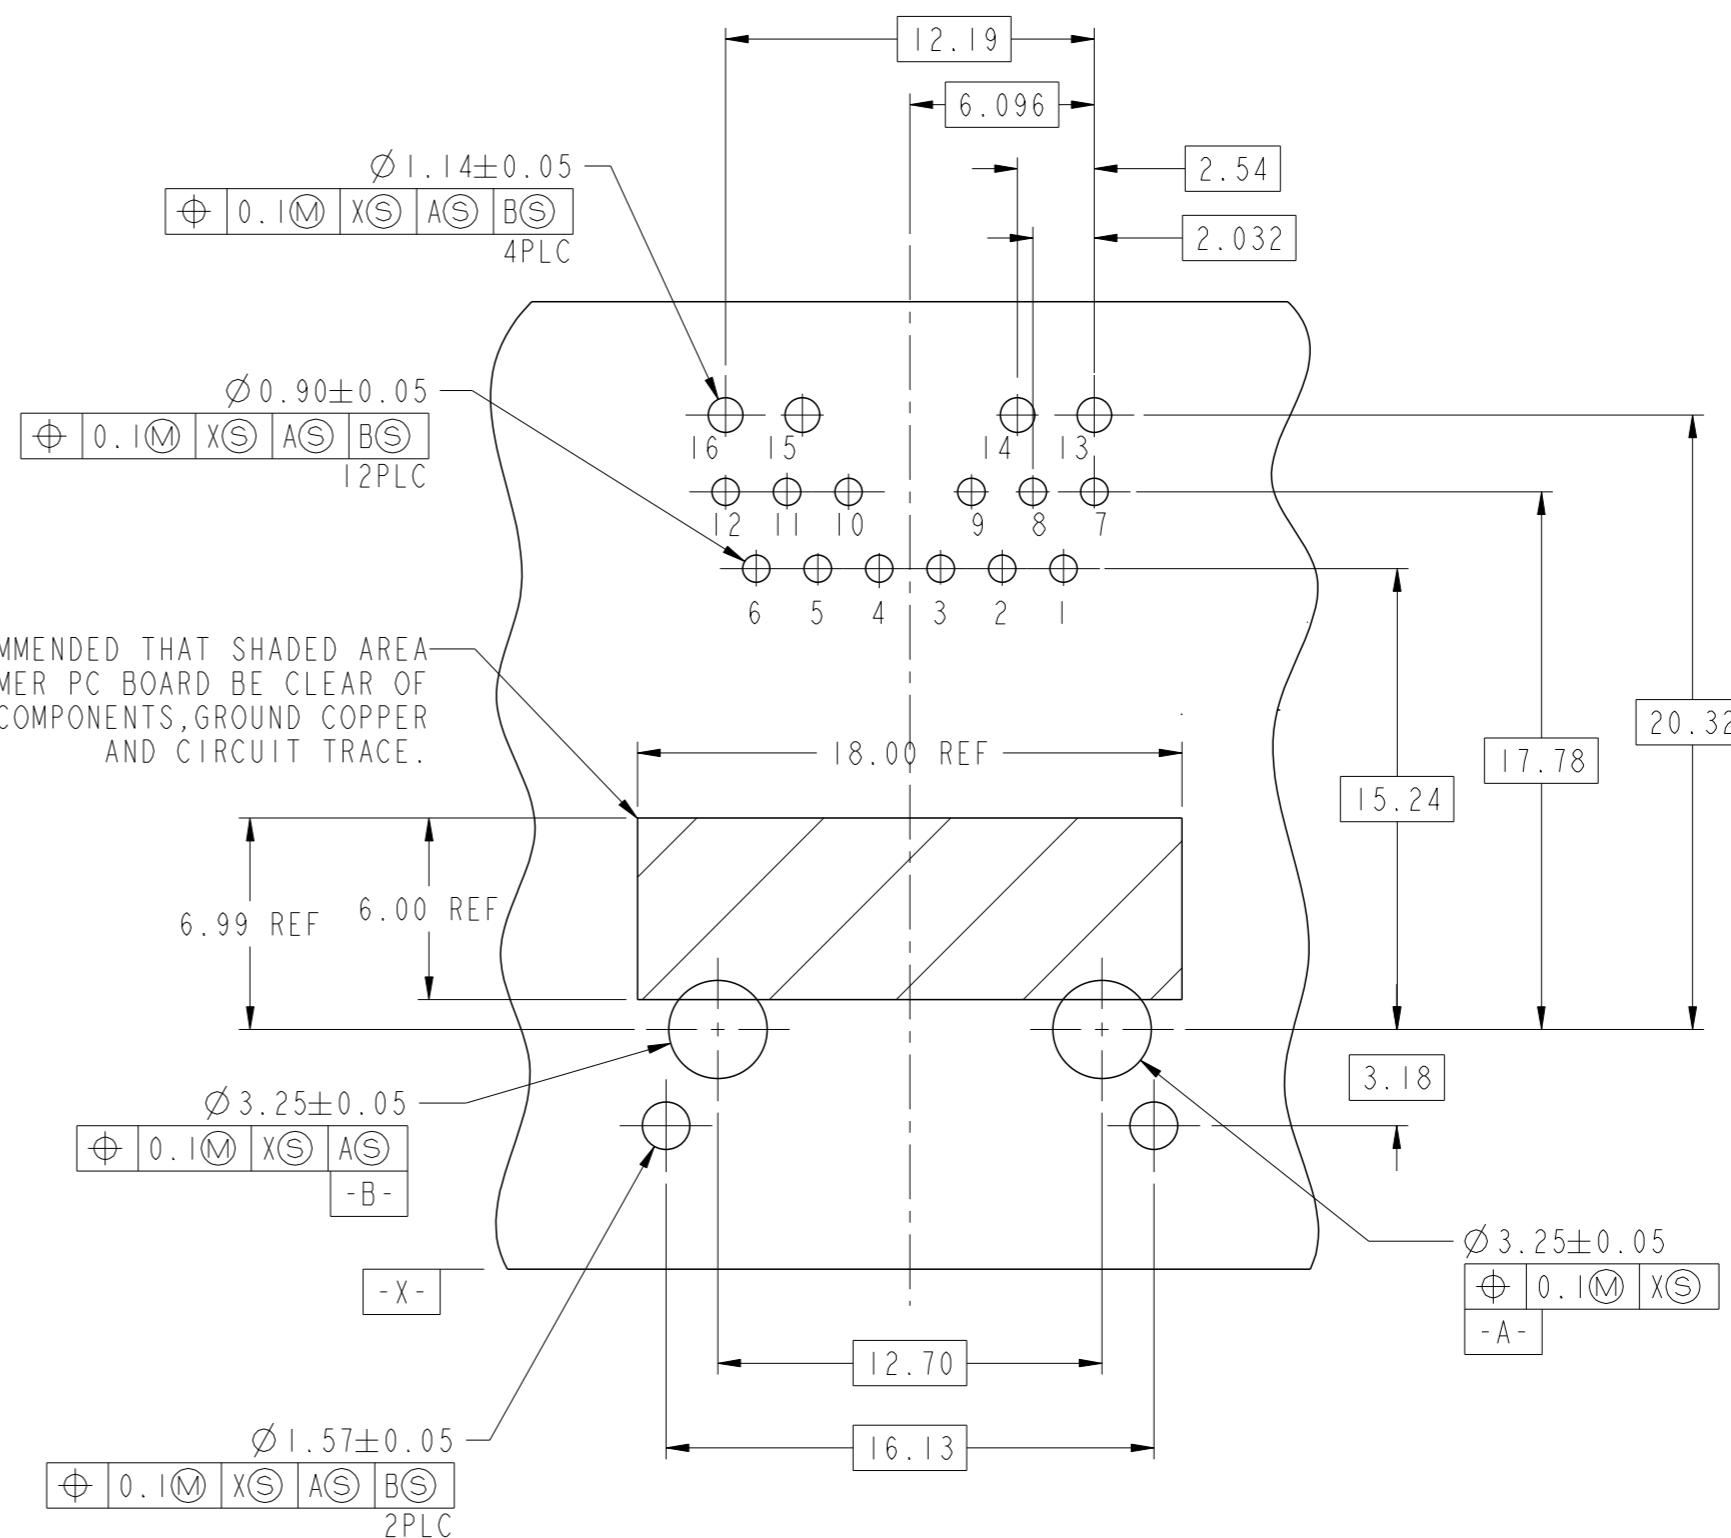 12.19
6.096
2.54
2.032
Ø1.14±0.05
⌖ 0.1Ⓜ XⓈ AⓈ BⓈ
4PLC
Ø0.90±0.05
⌖ 0.1Ⓜ XⓈ AⓈ BⓈ
12PLC
16 15 14 13
12 11 10 9 8 7
6 5 4 3 2 1
MMENDED THAT SHADED AREA
MER PC BOARD BE CLEAR OF
COMPONENTS,GROUND COPPER
AND CIRCUIT TRACE.
18.00 REF
20.32
17.78
15.24
6.99 REF
6.00 REF
3.18
Ø3.25±0.05
⌖ 0.1Ⓜ XⓈ AⓈ
-B-
-X-
Ø3.25±0.05
⌖ 0.1Ⓜ XⓈ
-A-
12.70
16.13
Ø1.57±0.05
⌖ 0.1Ⓜ XⓈ AⓈ BⓈ
2PLC